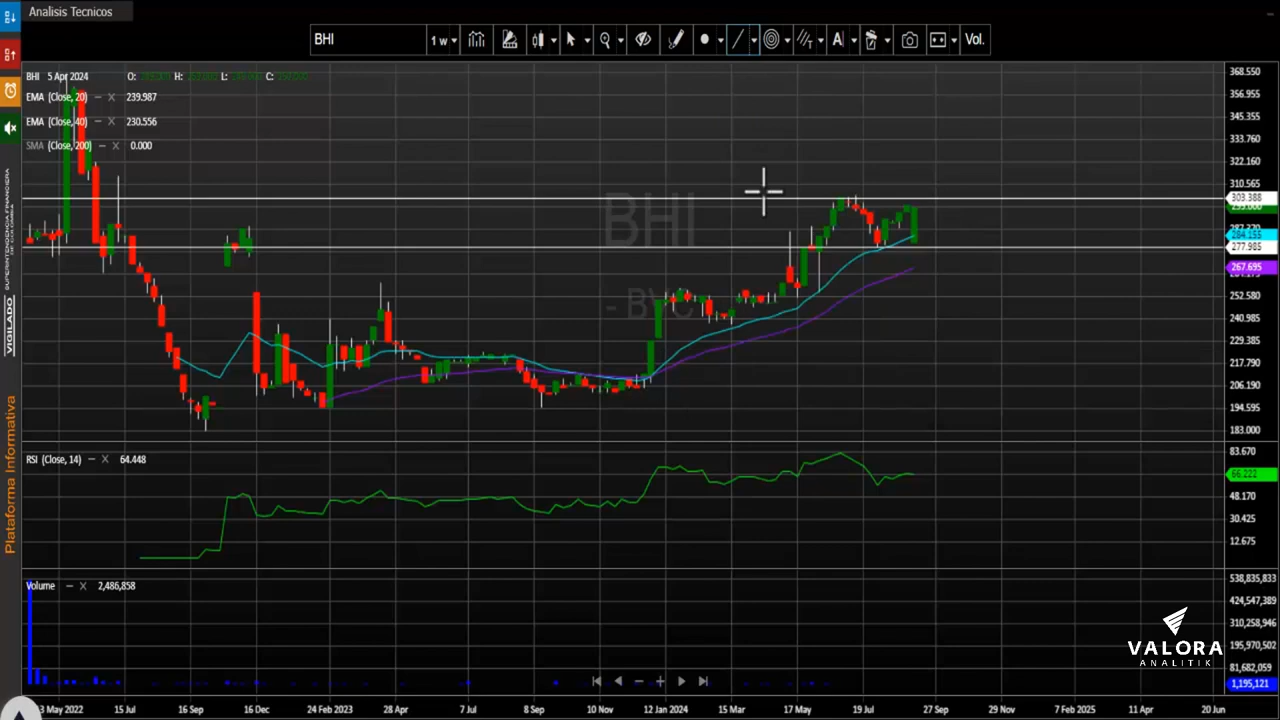 Analisis Tecnicos
BHI
1 w
A
Vol.
BHI 5 Apr 2024 O: H: L: C:
EMA (Close, 20) 239.987
EMA (Close, 40) 230.556
SMA (Close, 200) 0.000
BHI
- BVC
368.550
356.955
345.355
333.760
322.160
310.565
303.388
277.985
267.695
252.580
240.985
229.385
217.790
206.190
194.595
183.000
RSI (Close, 14) 64.448
83.670
66.222
48.170
30.425
12.675
Volume 2,486,858
538,835,833
424,547,389
310,258,946
195,970,502
81,682,059
1,195,121
3 May 2022
15 Jul
16 Sep
16 Dec
24 Feb 2023
28 Apr
7 Jul
8 Sep
10 Nov
12 Jan 2024
15 Mar
17 May
19 Jul
27 Sep
29 Nov
7 Feb 2025
11 Apr
20 Jun
VALORA
ANALITIK
VIGILADO
SUPERINTENDENCIA FINANCIERA
DE COLOMBIA
Plataforma Informativa